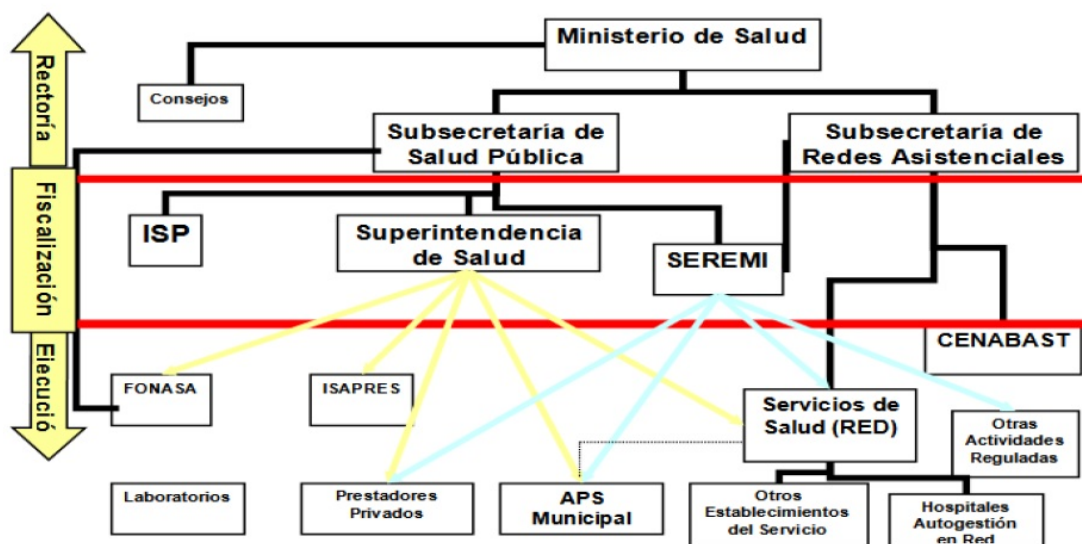 Ministerio de Salud
Rectoría
Consejos
Subsecretaría de
Salud Pública
Subsecretaría de
Redes Asistenciales
Fiscalización
ISP
Superintendencia
de Salud
SEREMI
CENABAST
Ejecució
FONASA
ISAPRES
Servicios de
Salud (RED)
Otras
Actividades
Reguladas
Laboratorios
Prestadores
Privados
APS
Municipal
Otros
Establecimientos
del Servicio
Hospitales
Autogestión
en Red